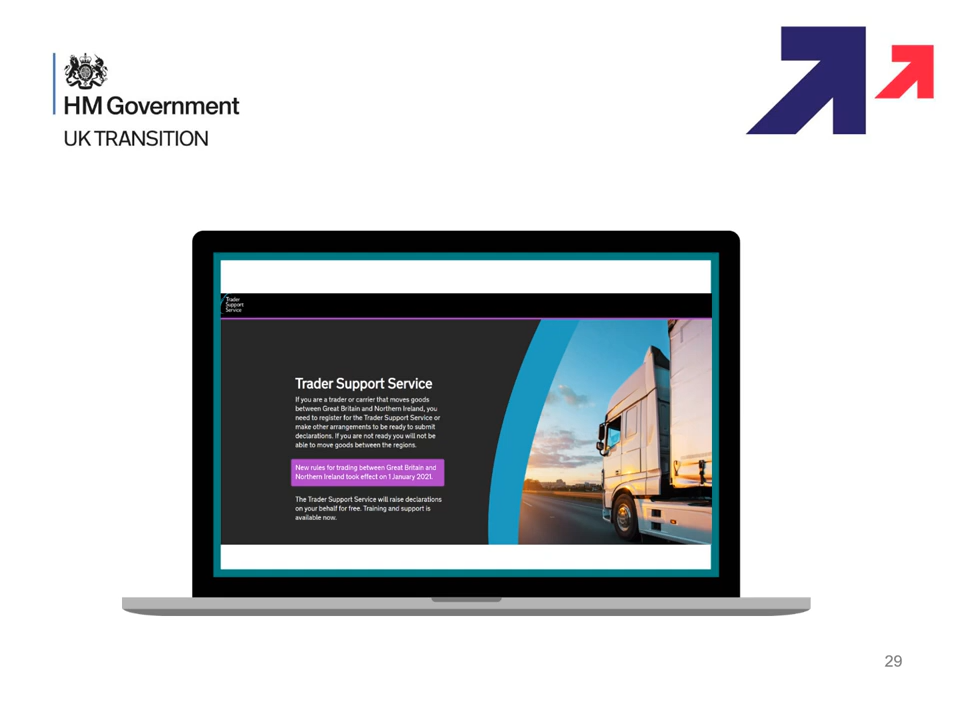 HM Government
UK TRANSITION
Trader
Support
Service
Trader Support Service
If you are a trader or carrier that moves goods
between Great Britain and Northern Ireland, you
need to register for the Trader Support Service or
make other arrangements to be ready to submit
declarations. If you are not ready you will not be
able to move goods between the regions.
New rules for trading between Great Britain and
Northern Ireland took effect on 1 January 2021.
The Trader Support Service will raise declarations
on your behalf for free. Training and support is
available now.
29